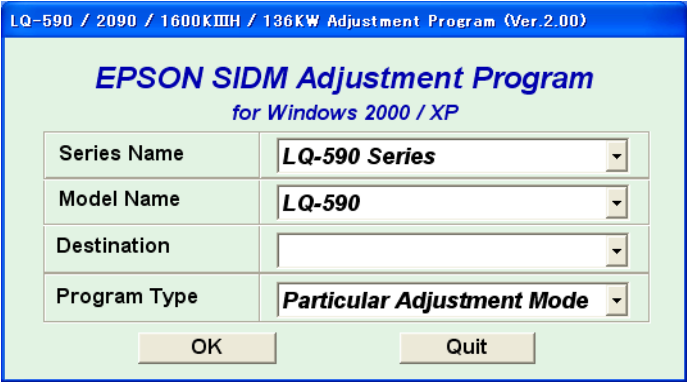 LQ-590 / 2090 / 1600KⅢH / 136KW Adjustment Program (Ver.2.00)
EPSON SIDM Adjustment Program
for Windows 2000 / XP
Series Name LQ-590 Series
Model Name LQ-590
Destination
Program Type Particular Adjustment Mode
OK Quit